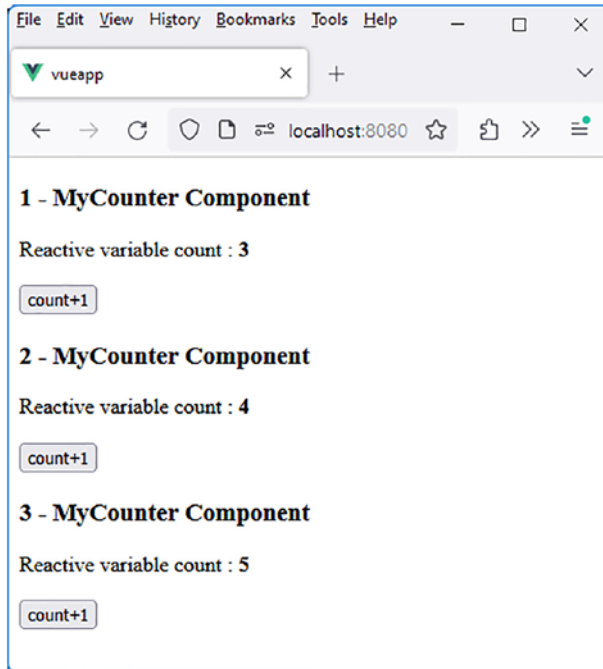 File Edit View History Bookmarks Tools Help
vueapp
localhost:8080
1 - MyCounter Component
Reactive variable count : 3
count+1
2 - MyCounter Component
Reactive variable count : 4
count+1
3 - MyCounter Component
Reactive variable count : 5
count+1